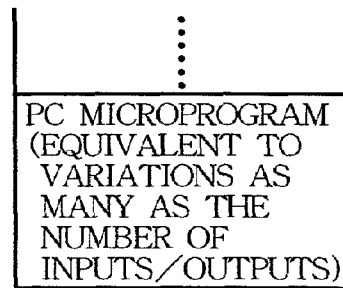 PC MICROPROGRAM
(EQUIVALENT TO
VARIATIONS AS
MANY AS THE
NUMBER OF
INPUTS/OUTPUTS)